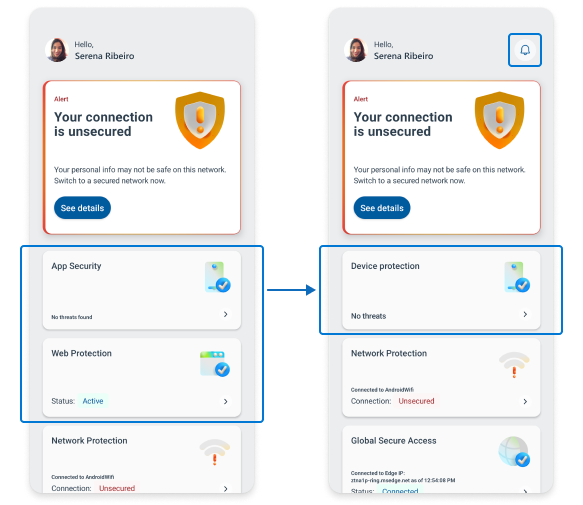 Hello,
Serena Ribeiro
Alert
Your connection
is unsecured
Your personal info may not be safe on this network.
Switch to a secured network now.
See details
App Security
No threats found
Web Protection
Status: Active
Network Protection
Connected to AndroidWifi
Connection: Unsecured
Hello,
Serena Ribeiro
Alert
Your connection
is unsecured
Your personal info may not be safe on this network.
Switch to a secured network now.
See details
Device protection
No threats
Network Protection
Connected to AndroidWifi
Connection: Unsecured
Global Secure Access
Connected to Edge IP:
ztna1p-ring.msedge.net as of 12:54:08 PM
Status: Connected